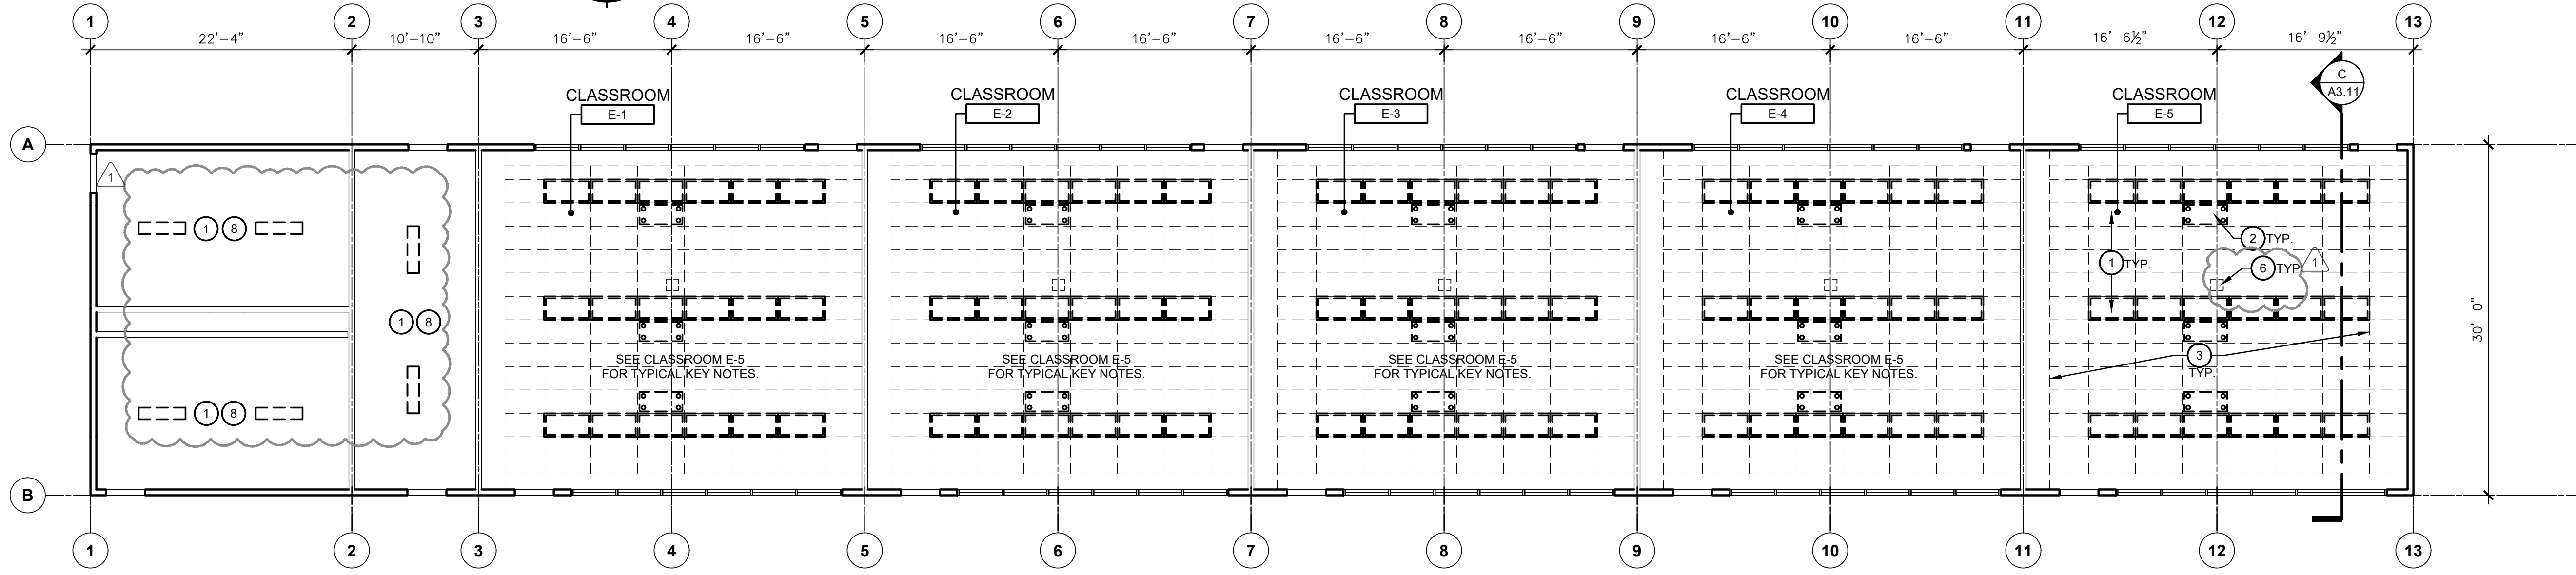 1 2 3 4 5 6 7 8 9 10 11 12 13
22’-4” 10’-10” 16’-6” 16’-6” 16’-6” 16’-6” 16’-6” 16’-6” 16’-6” 16’-6” 16’-6½” 16’-9½”
C
A3.11
CLASSROOM
E-1
CLASSROOM
E-2
CLASSROOM
E-3
CLASSROOM
E-4
CLASSROOM
E-5
A
1
1 8
2 TYP.
1 TYP.
6 TYP
1
1 8
30’-0”
SEE CLASSROOM E-5
FOR TYPICAL KEY NOTES.
SEE CLASSROOM E-5
FOR TYPICAL KEY NOTES.
SEE CLASSROOM E-5
FOR TYPICAL KEY NOTES.
SEE CLASSROOM E-5
FOR TYPICAL KEY NOTES.
3
TYP.
1 8
B
1 2 3 4 5 6 7 8 9 10 11 12 13